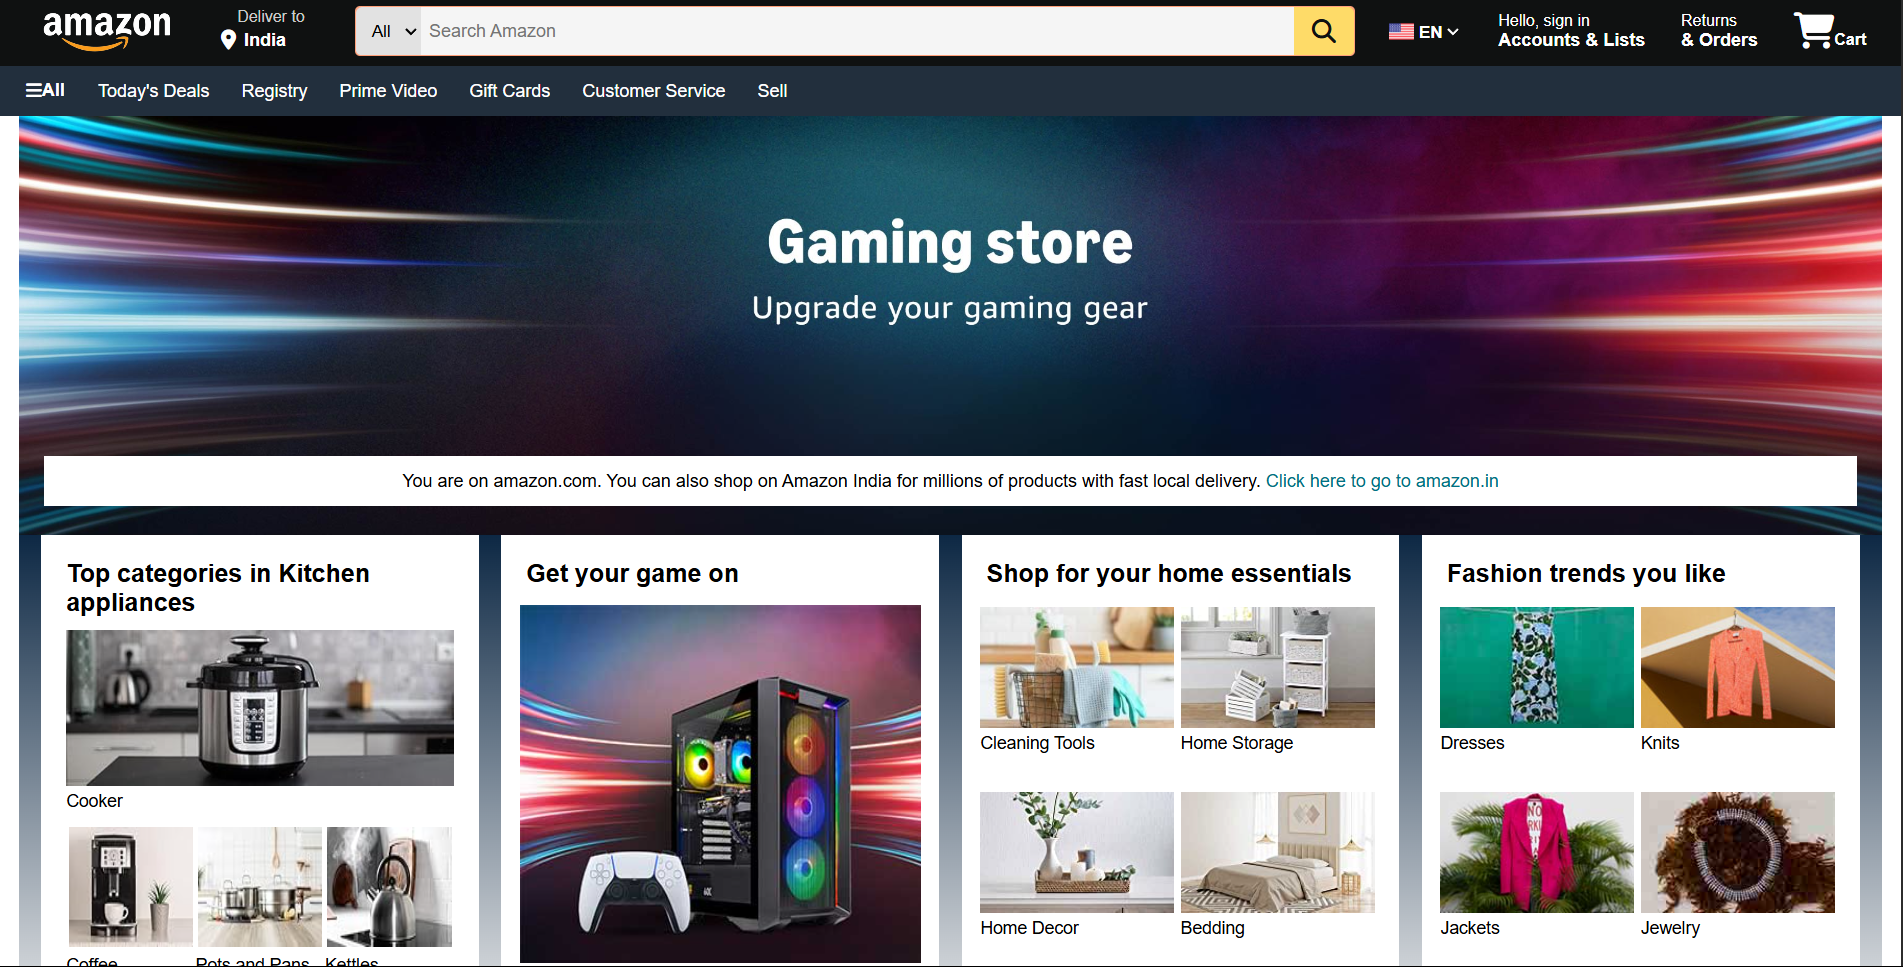 amazon
Deliver to
India
All
Search Amazon
EN
Hello, sign in
Accounts & Lists
Returns
& Orders
Cart
All
Today's Deals
Registry
Prime Video
Gift Cards
Customer Service
Sell
Gaming store
Upgrade your gaming gear
You are on amazon.com. You can also shop on Amazon India for millions of products with fast local delivery. Click here to go to amazon.in
Top categories in Kitchen
appliances
Cooker
Coffee
Pots and Pans
Kettles
Get your game on
Shop for your home essentials
Cleaning Tools
Home Storage
Home Decor
Bedding
Fashion trends you like
Dresses
Knits
Jackets
Jewelry